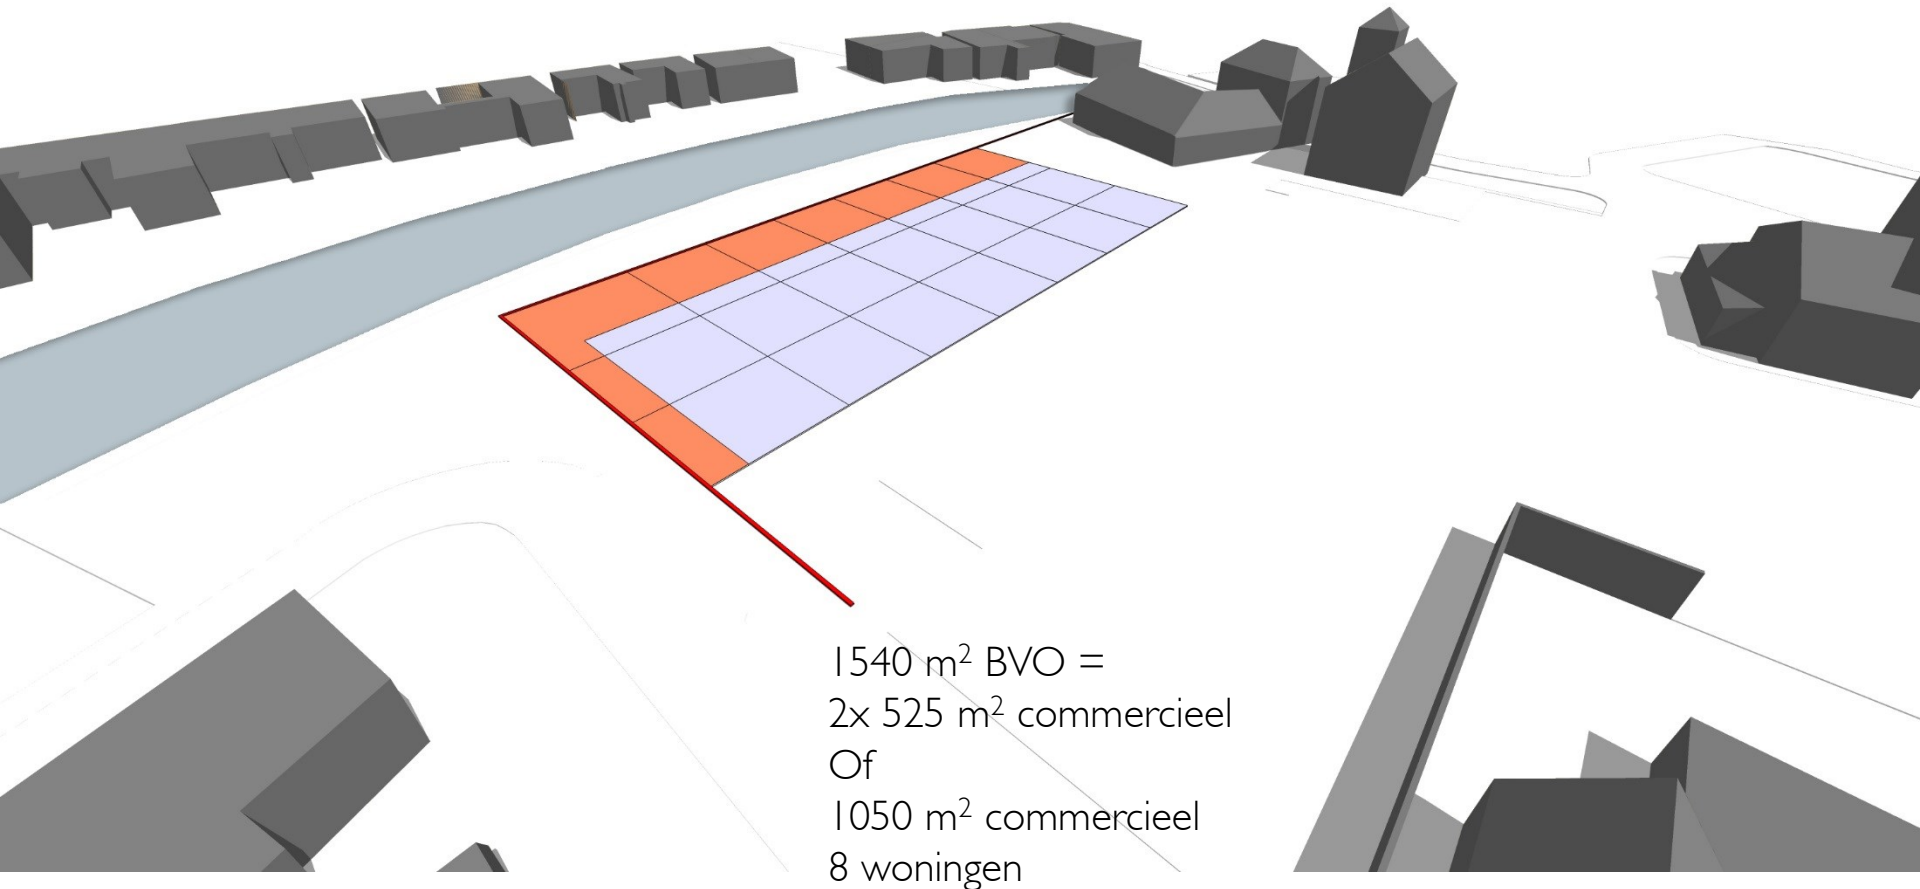 1540 m² BVO =
2x 525 m² commercieel
Of
1050 m² commercieel
8 woningen